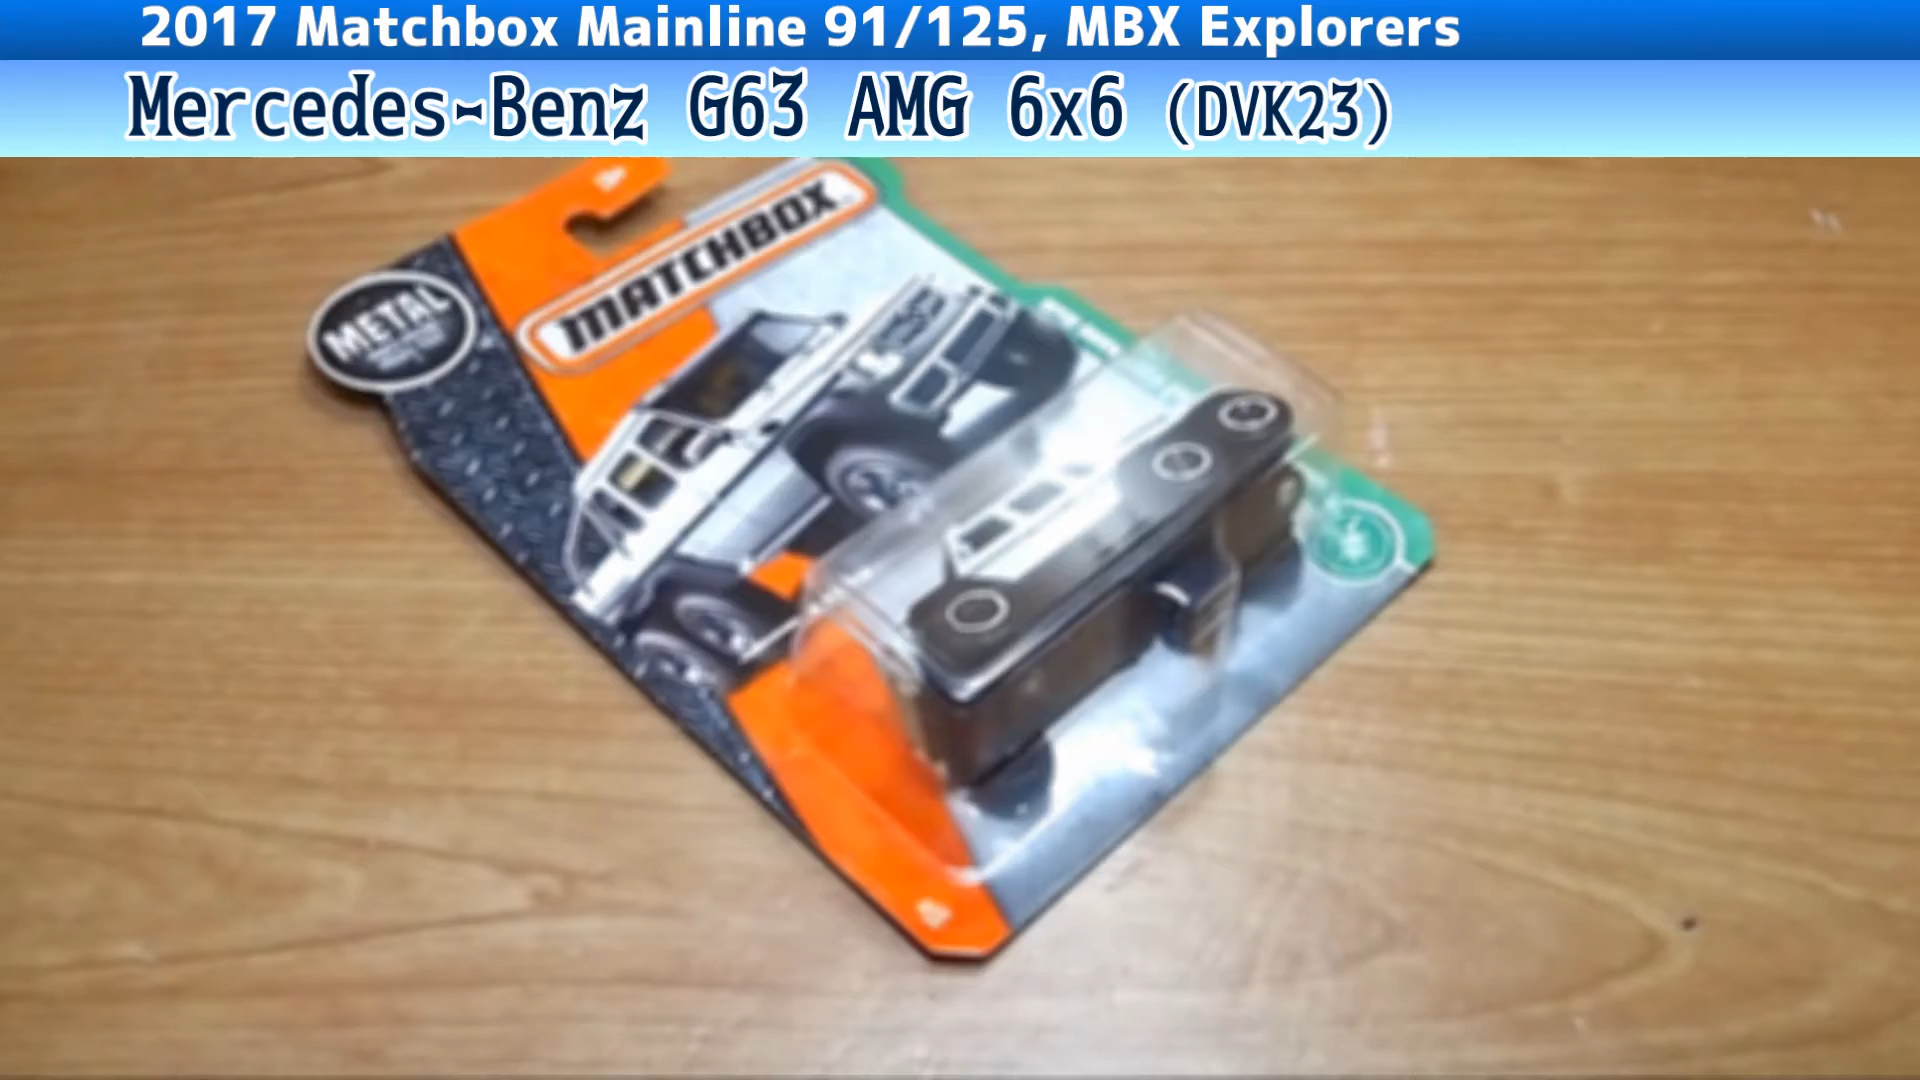 2017 Matchbox Mainline 91/125, MBX Explorers
Mercedes-Benz G63 AMG 6x6 (DVK23)
MATCHBOX
METAL